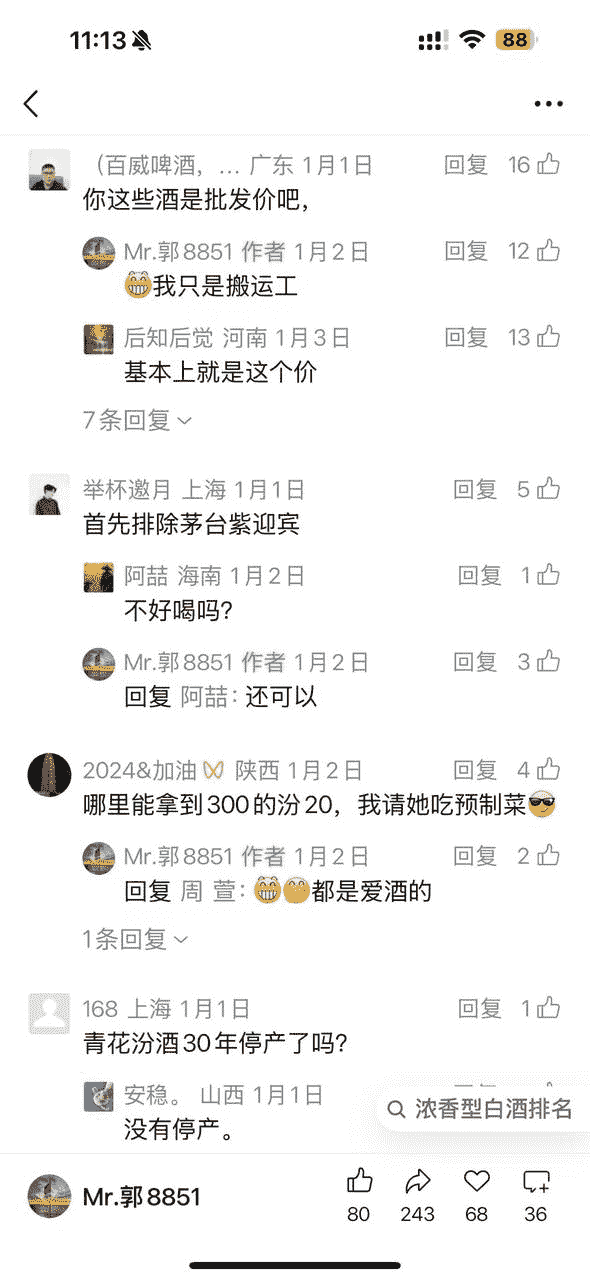 11:13
88
（百威啤酒，... 广东 1月1日 回复 16
你这些酒是批发价吧，
Mr.郭8851 作者 1月2日 回复 12
😁我只是搬运工
后知后觉 河南 1月3日 回复 13
基本上就是这个价
7条回复
举杯邀月 上海 1月1日 回复 5
首先排除茅台紫迎宾
阿喆 海南 1月2日 回复 1
不好喝吗？
Mr.郭8851 作者 1月2日 回复 3
回复 阿喆：还可以
2024&加油 陕西 1月2日 回复 4
哪里能拿到300的汾20，我请她吃预制菜😎
Mr.郭8851 作者 1月2日 回复 2
回复 周 萱：😁🤭都是爱酒的
1条回复
168 上海 1月1日 回复 1
青花汾酒30年停产了吗？
安稳。 山西 1月1日
浓香型白酒排名
没有停产。
Mr.郭8851
80 243 68 36